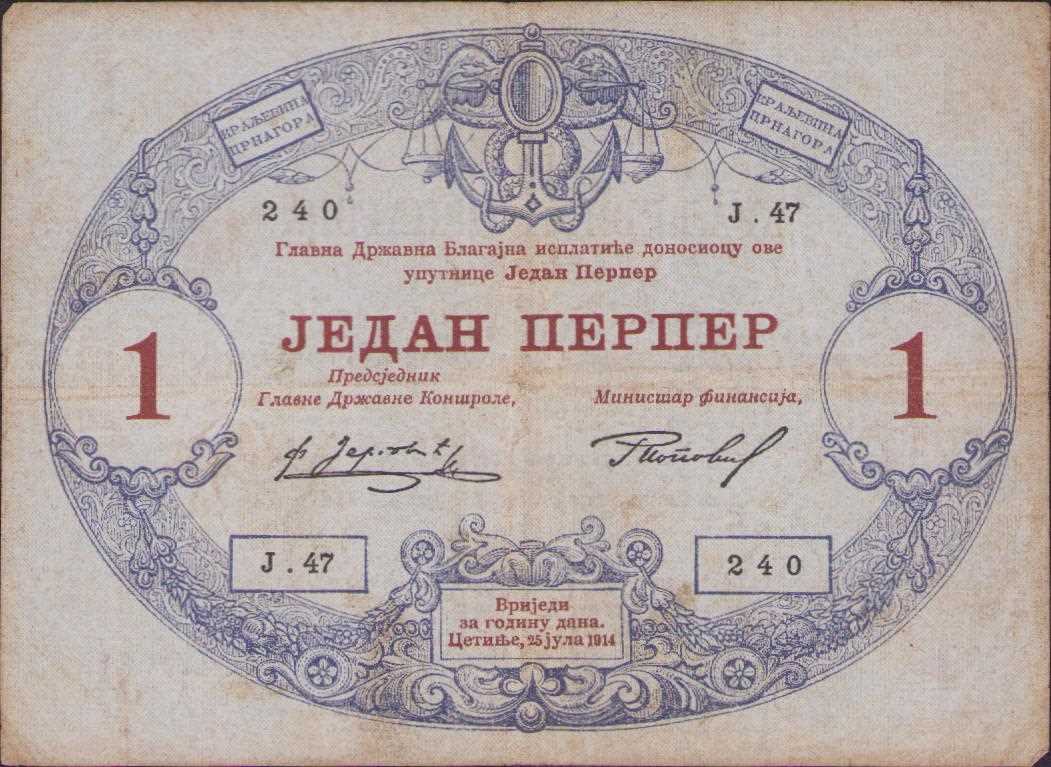 КРАЉЕВИНА
ЦРНАГОРА
КРАЉЕВИНА
ЦРНАГОРА
240
Ј. 47
Главна Државна Благајна исплатиће доносиоцу ове
упутнице Један Перпер
ЈЕДАН ПЕРПЕР
1
1
Предсједник
Главне Државне Контроле,
Министар финансија,
Ј. 47
240
Вриједи
за годину дана.
Цетиње, 25 јула 1914